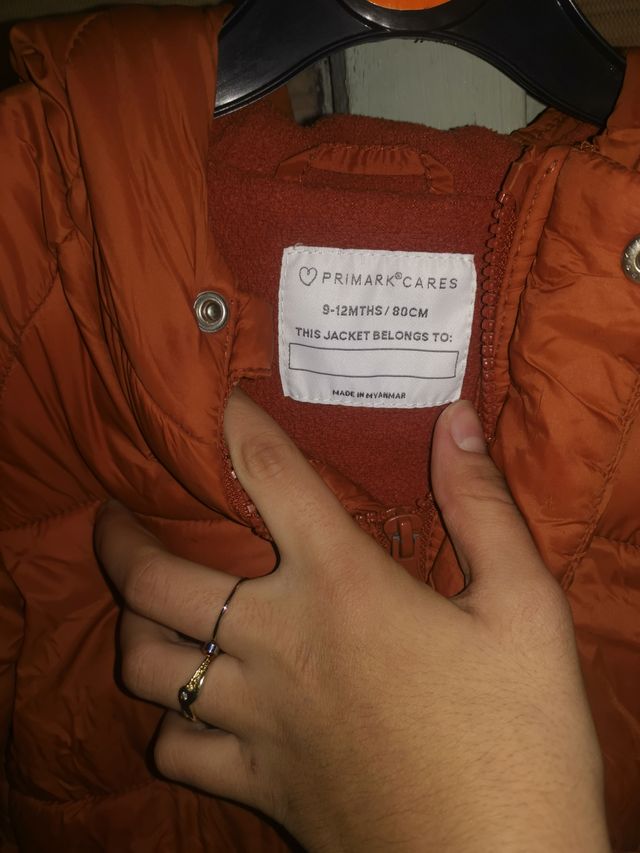 PRIMARK® CARES
9-12MTHS / 80CM
THIS JACKET BELONGS TO:
MADE IN MYANMAR